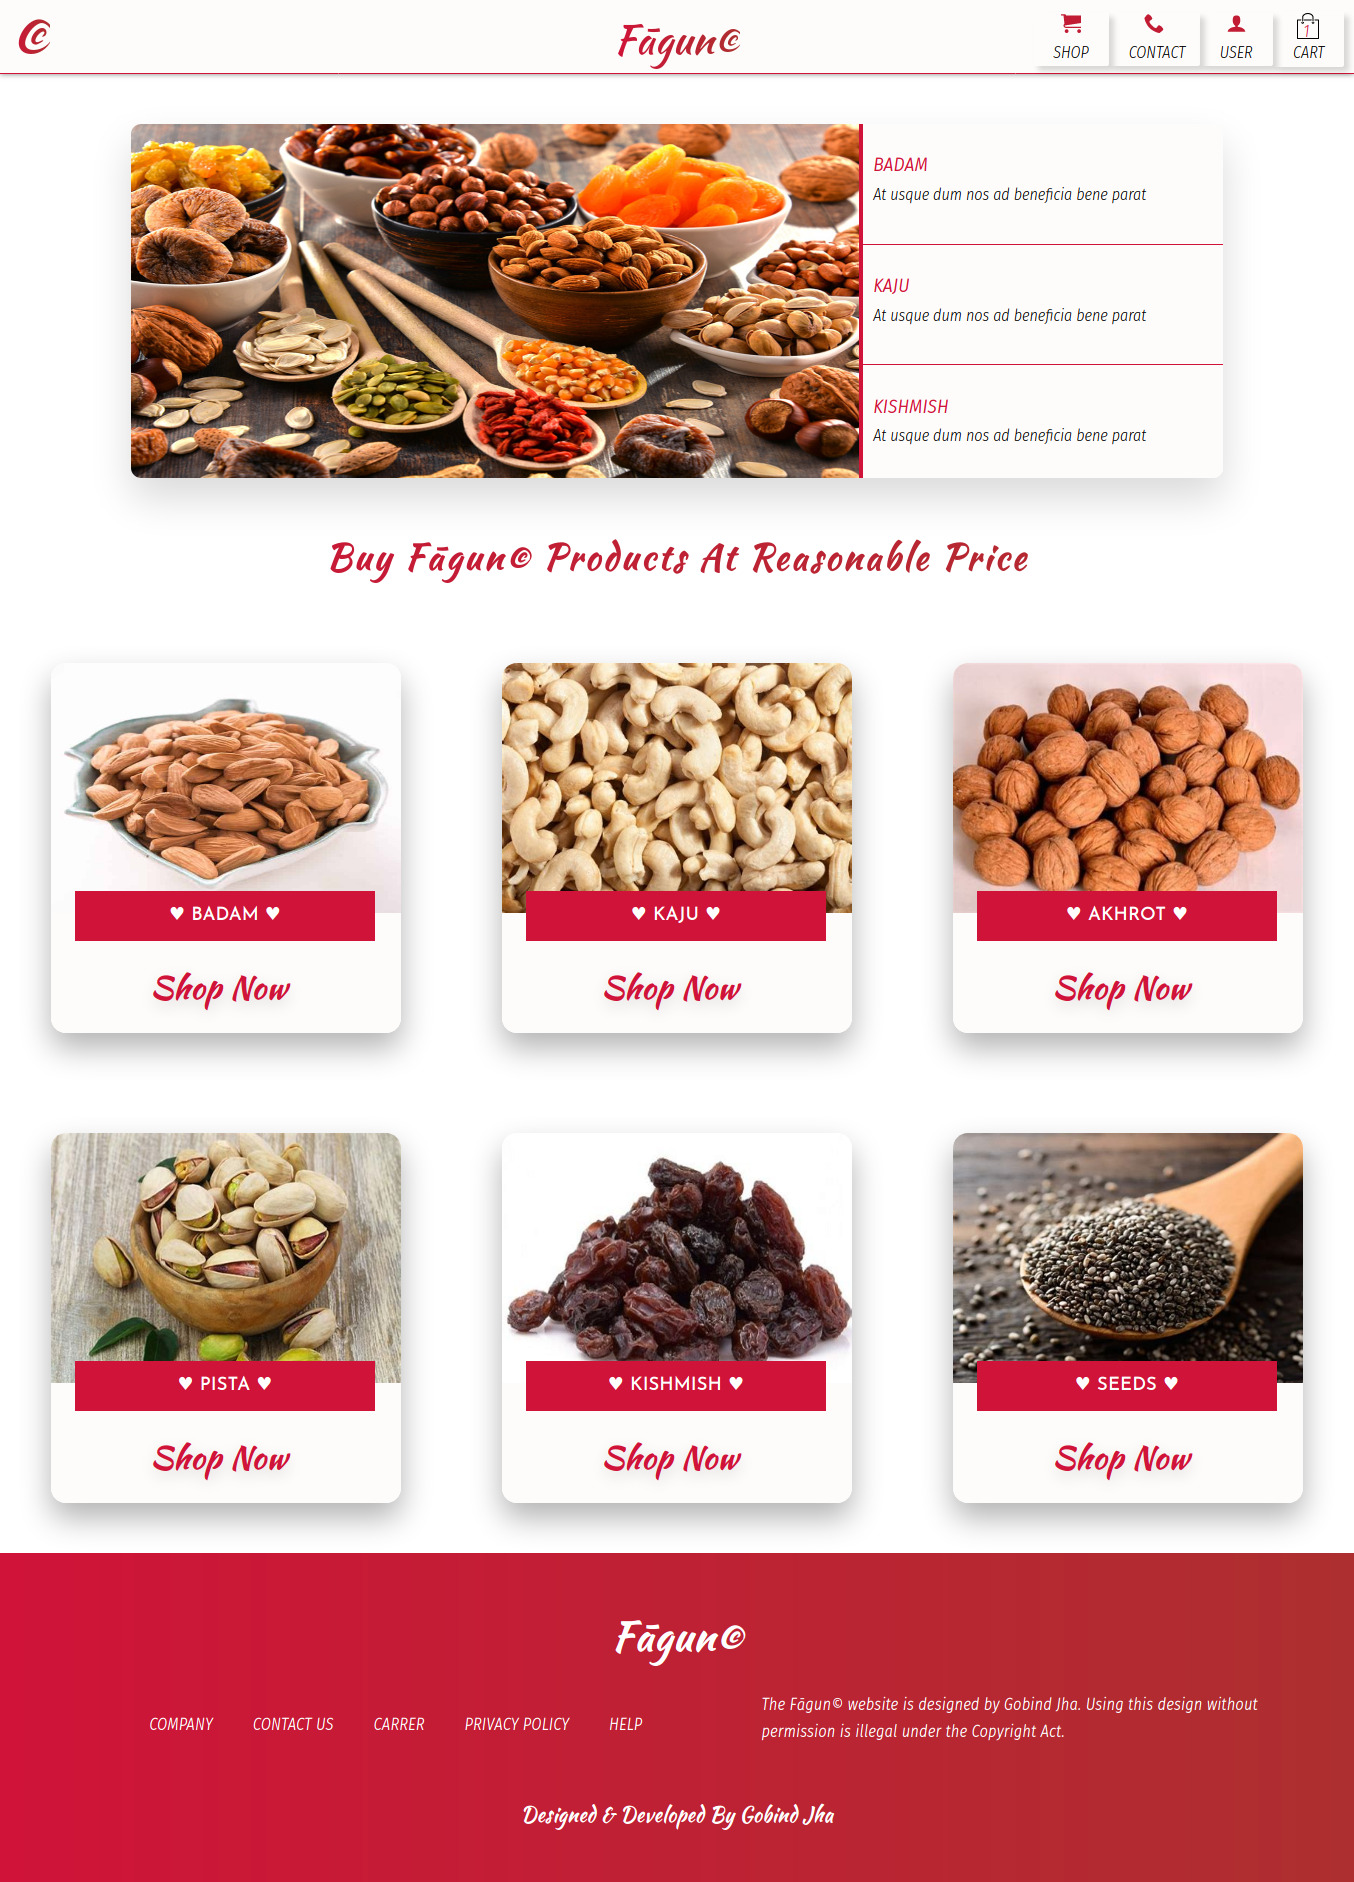 ©
Fāgun©
SHOP
CONTACT
USER
1
CART
BADAM
At usque dum nos ad beneficia bene parat
KAJU
At usque dum nos ad beneficia bene parat
KISHMISH
At usque dum nos ad beneficia bene parat
Buy Fāgun© Products At Reasonable Price
♥ BADAM ♥
♥ KAJU ♥
♥ AKHROT ♥
Shop Now
Shop Now
Shop Now
♥ PISTA ♥
♥ KISHMISH ♥
♥ SEEDS ♥
Shop Now
Shop Now
Shop Now
Fāgun©
COMPANY
CONTACT US
CARRER
PRIVACY POLICY
HELP
The Fāgun© website is designed by Gobind Jha. Using this design without
permission is illegal under the Copyright Act.
Designed & Developed By Gobind Jha